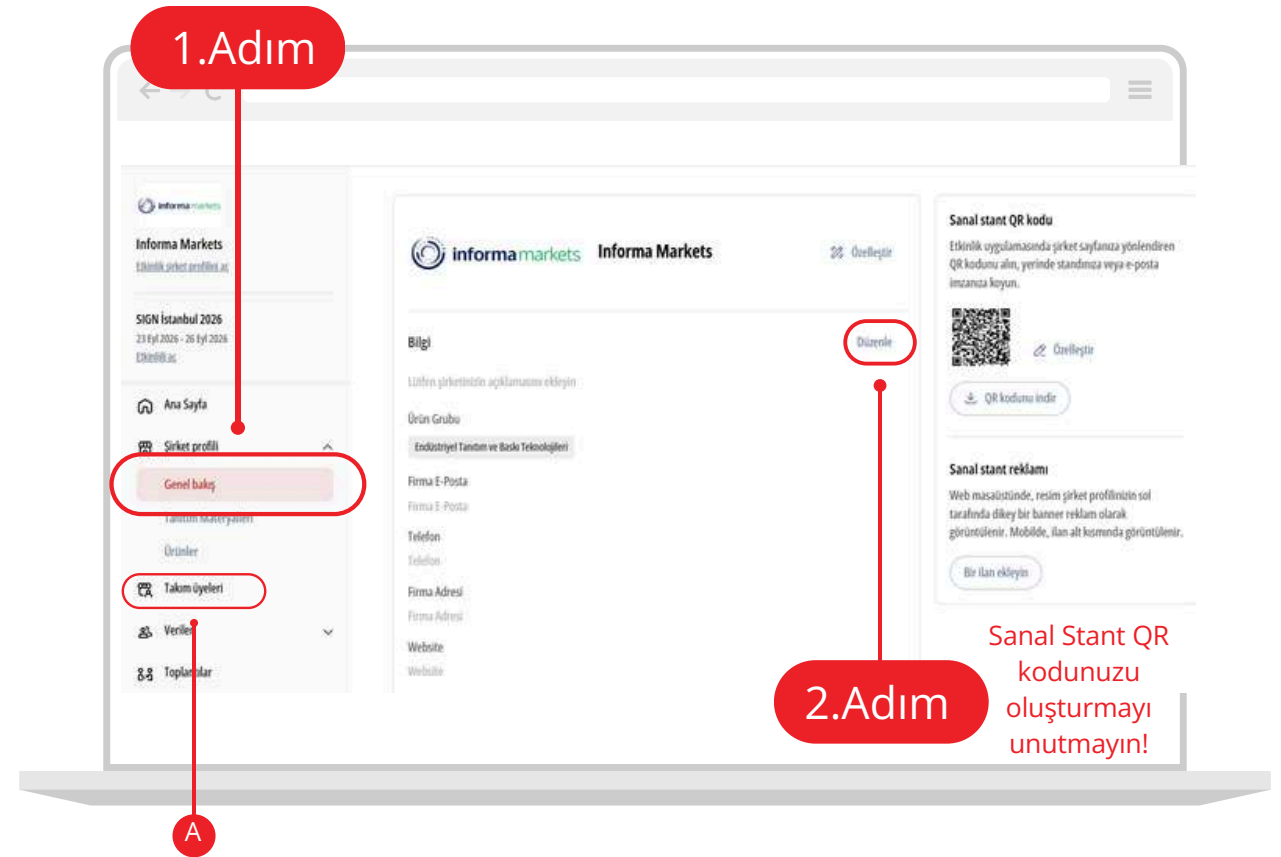 1.Adım
informa markets
Informa Markets
Etkinlik şirket profilini aç
SIGN İstanbul 2026
23 Eyl 2026 - 26 Eyl 2026
Etkinlik aç
Ana Sayfa
Şirket profili
Genel bakış
Tanıtım Materyalleri
Ürünler
Takım üyeleri
Veriler
Toplantılar
A
informa markets
Informa Markets
Özelleştir
Bilgi
Düzenle
Lütfen şirketinizin açıklamasını ekleyin
Ürün Grubu
Endüstriyel Tanıtım ve Baskı Teknolojileri
Firma E-Posta
Firma E-Posta
Telefon
Telefon
Firma Adresi
Firma Adresi
Website
Website
2.Adım
Sanal stant QR kodu
Etkinlik uygulamasında şirket sayfanıza yönlendiren
QR kodunu alın, yerinde standınıza veya e-posta
imzanıza koyun.
Özelleştir
QR kodunu indir
Sanal stant reklamı
Web masaüstünde, resim şirket profilinizin sol
tarafında dikey bir banner reklam olarak
görüntülenir. Mobilde, ilan alt kısmında görüntülenir.
Bir ilan ekleyin
Sanal Stant QR
kodunuzu
oluşturmayı
unutmayın!